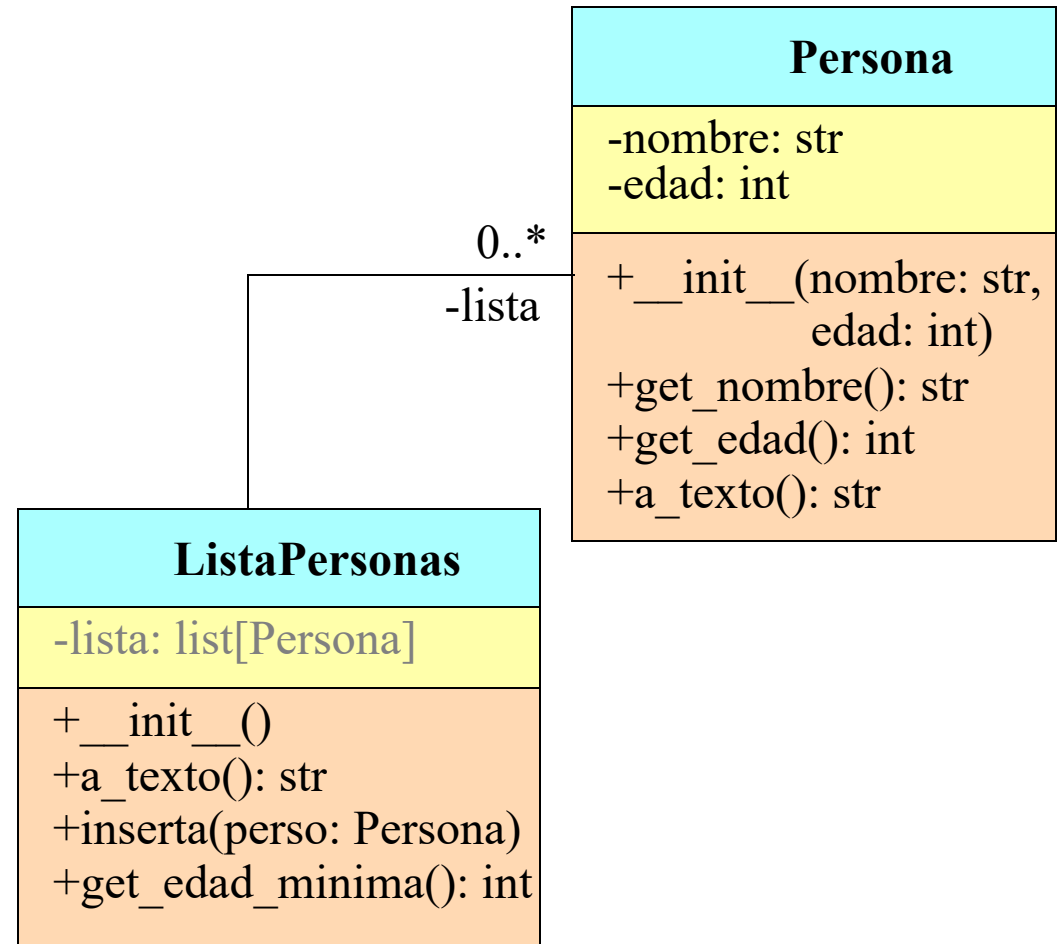 Persona
-nombre: str
-edad: int
+__init__(nombre: str,
edad: int)
+get_nombre(): str
+get_edad(): int
+a_texto(): str
0..*
-lista
ListaPersonas
-lista: list[Persona]
+__init__()
+a_texto(): str
+inserta(perso: Persona)
+get_edad_minima(): int